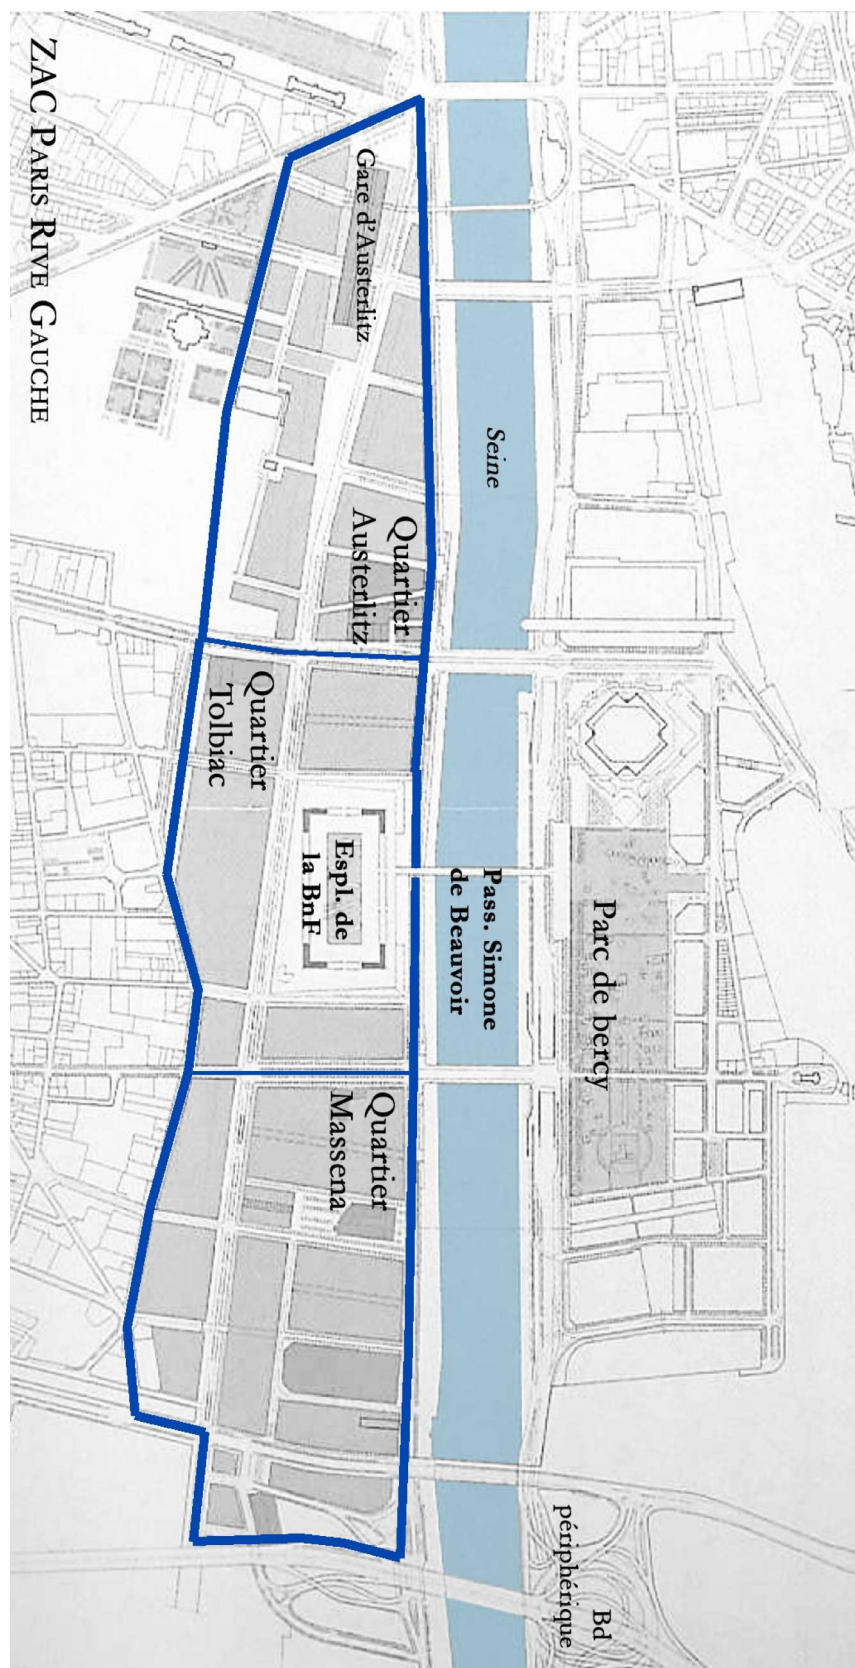 ZAC PARIS RIVE GAUCHE
Gare d'Austerlitz
Seine
Quartier
Austerlitz
Quartier
Tolbiac
Espl. de
la BnF
Pass. Simone
de Beauvoir
Parc de bercy
Quartier
Massena
Bd
périphérique